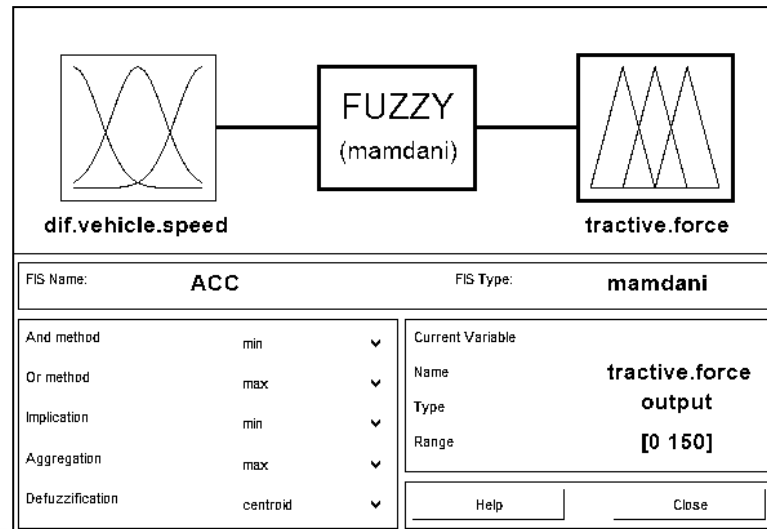 FUZZY
(mamdani)
dif.vehicle.speed
tractive.force
FIS Name: ACC FIS Type: mamdani
And method min
Or method max
Implication min
Aggregation max
Defuzzification centroid
Current Variable
Name tractive.force
Type output
Range [0 150]
Help Close